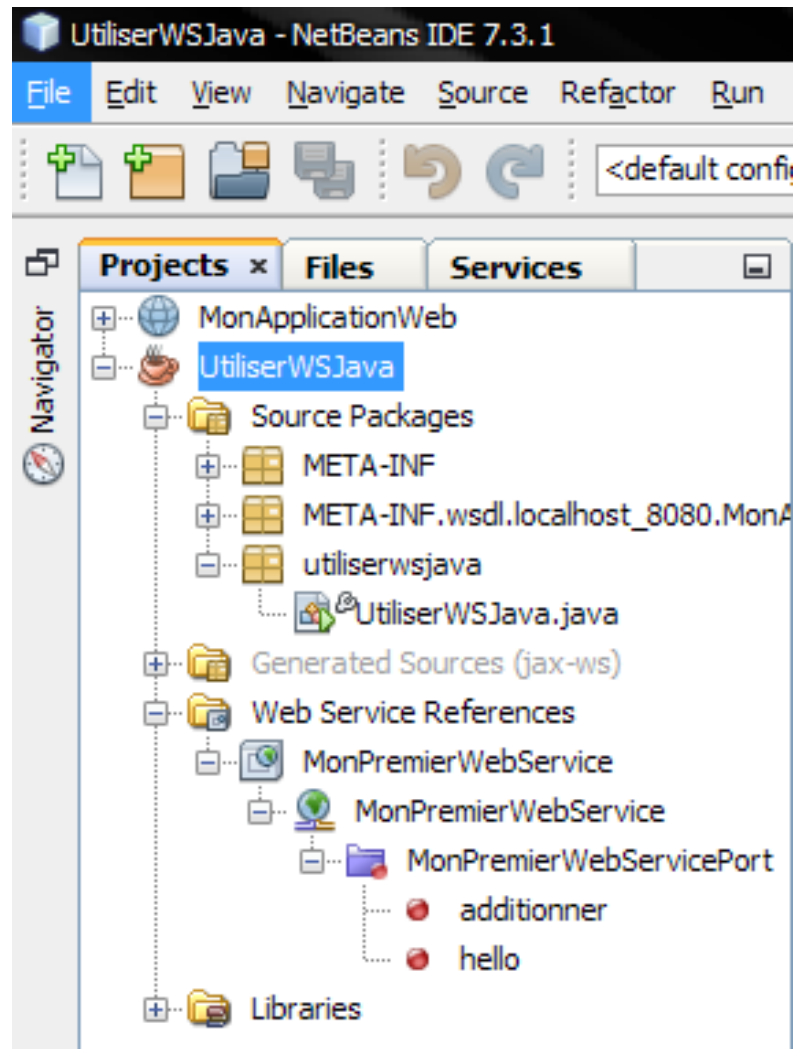 UtiliserWSJava - NetBeans IDE 7.3.1
File Edit View Navigate Source Refactor Run
<default confi
Projects × Files Services
Navigator
MonApplicationWeb
UtiliserWSJava
Source Packages
META-INF
META-INF.wsdl.localhost_8080.MonA
utiliserwsjava
UtiliserWSJava.java
Generated Sources (jax-ws)
Web Service References
MonPremierWebService
MonPremierWebService
MonPremierWebServicePort
additionner
hello
Libraries